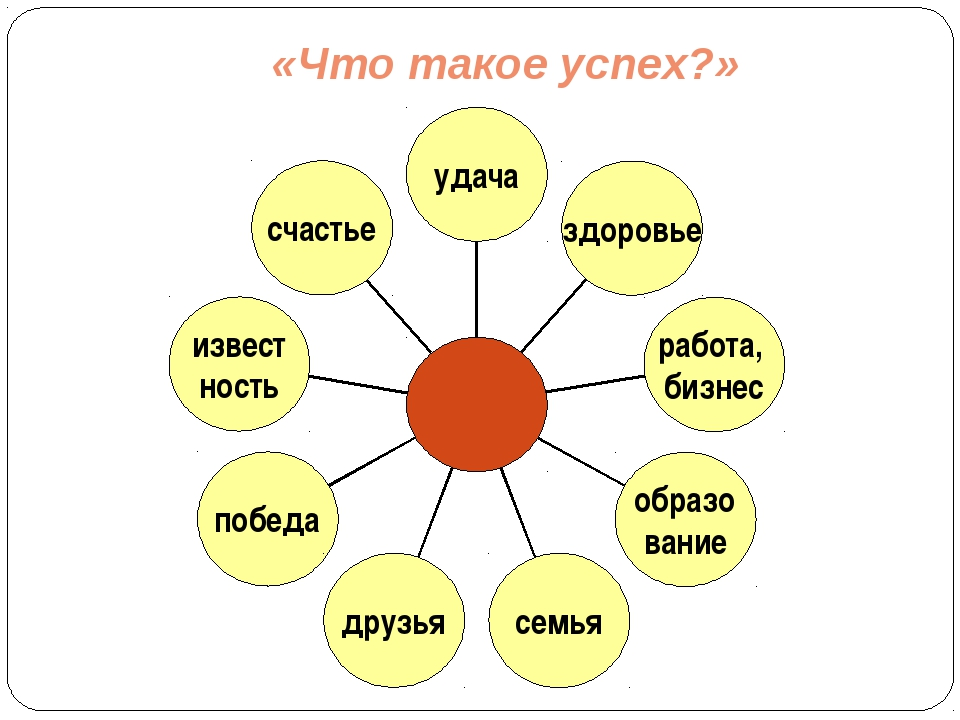 «Что такое успех?»
удача
здоровье
работа,
бизнес
образо
вание
семья
друзья
победа
извест
ность
счастье